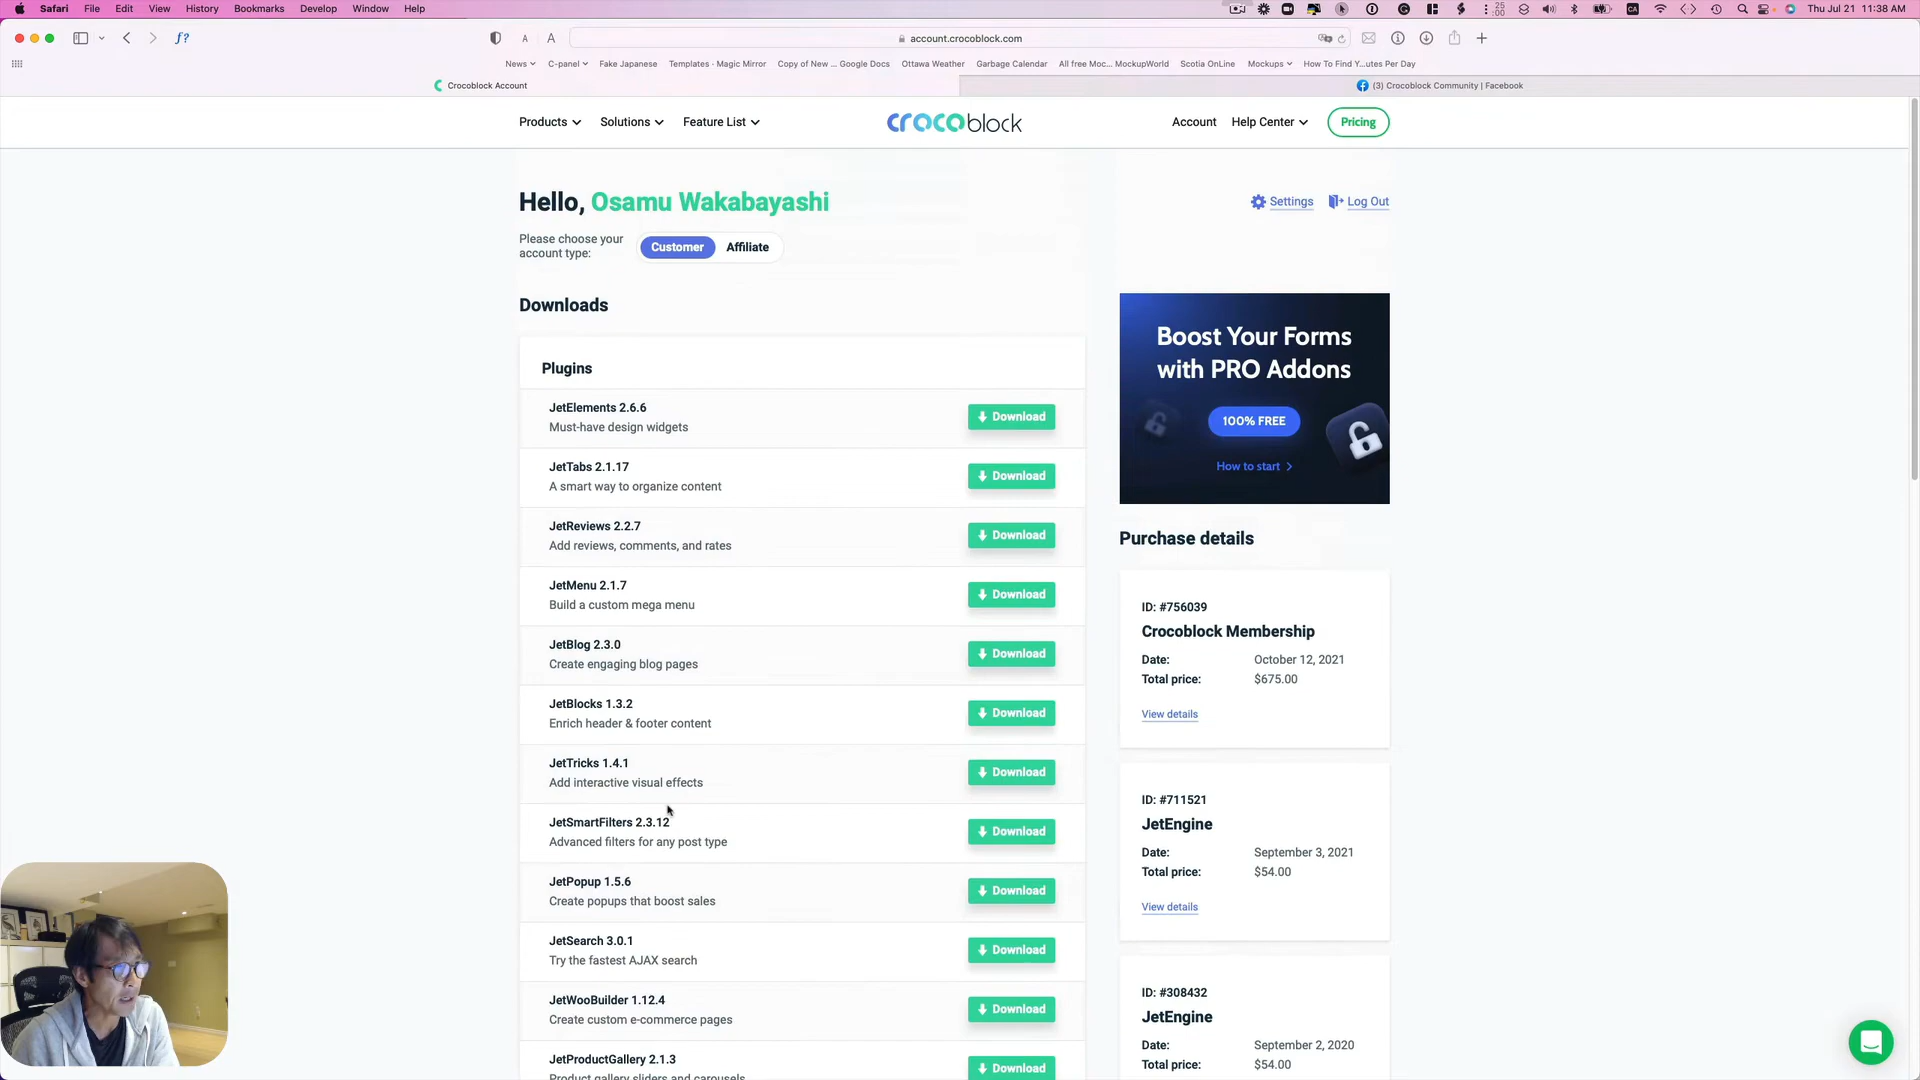 Safari File Edit View History Bookmarks Develop Window Help
25
:00
CA
Thu Jul 21 11:38 AM
f?
A A
account.crocoblock.com
News C-panel Fake Japanese Templates - Magic Mirror Copy of New ... Google Docs Ottawa Weather Garbage Calendar All free Moc... MockupWorld Scotia OnLine Mockups How To Find Y...utes Per Day
Crocoblock Account
(3) Crocoblock Community | Facebook
Products Solutions Feature List
crocoblock
Account Help Center Pricing
Hello, Osamu Wakabayashi
Settings Log Out
Please choose your
account type:
Customer Affiliate
Downloads
Plugins
JetElements 2.6.6
Must-have design widgets
Download
JetTabs 2.1.17
A smart way to organize content
Download
JetReviews 2.2.7
Add reviews, comments, and rates
Download
JetMenu 2.1.7
Build a custom mega menu
Download
JetBlog 2.3.0
Create engaging blog pages
Download
JetBlocks 1.3.2
Enrich header & footer content
Download
JetTricks 1.4.1
Add interactive visual effects
Download
JetSmartFilters 2.3.12
Advanced filters for any post type
Download
JetPopup 1.5.6
Create popups that boost sales
Download
JetSearch 3.0.1
Try the fastest AJAX search
Download
JetWooBuilder 1.12.4
Create custom e-commerce pages
Download
JetProductGallery 2.1.3
Product gallery sliders and carousels
Download
Boost Your Forms
with PRO Addons
100% FREE
How to start
Purchase details
ID: #756039
Crocoblock Membership
Date: October 12, 2021
Total price: $675.00
View details
ID: #711521
JetEngine
Date: September 3, 2021
Total price: $54.00
View details
ID: #308432
JetEngine
Date: September 2, 2020
Total price: $54.00